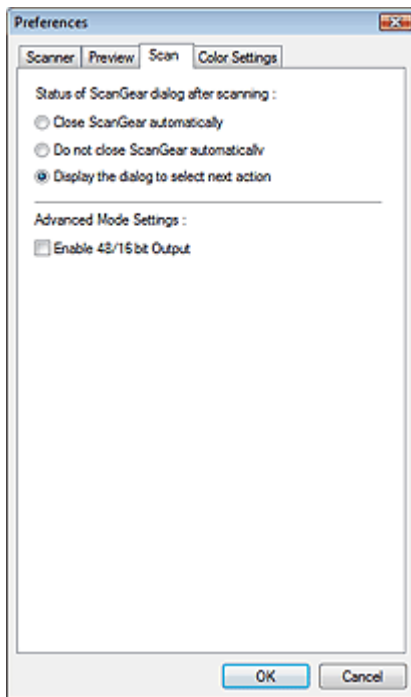 Preferences
Scanner Preview Scan Color Settings
Status of ScanGear dialog after scanning :
Close ScanGear automatically
Do not close ScanGear automatically
Display the dialog to select next action
Advanced Mode Settings :
Enable 48/16 bit Output
OK Cancel